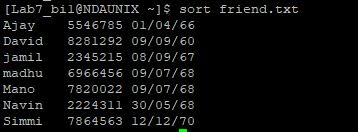 [Lab7_bil@NDAUNIX ~]$ sort friend.txt
Ajay 5546785 01/04/66
David 8281292 09/09/60
jamil 2345215 08/09/67
madhu 6966456 09/07/68
Mano 7820022 09/07/68
Navin 2224311 30/05/68
Simmi 7864563 12/12/70